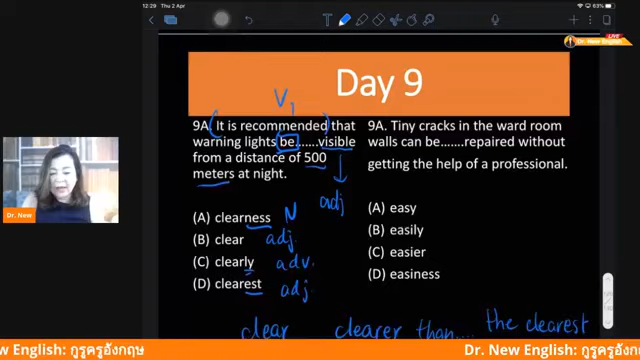 12:29 Thu 2 Apr
63%
LIVE
Dr. New English
Day 9
V1
9A. (It is recommended) that
warning lights be.......visible
from a distance of 500
meters at night.
adj
(A) clearness N
(B) clear adj.
(C) clearly adv.
(D) clearest adj.
9A. Tiny cracks in the ward room
walls can be.......repaired without
getting the help of a professional.
(A) easy
(B) easily
(C) easier
(D) easiness
clear clearer than.... the clearest
Dr. New
New English: กูรูครูอังกฤษ
Dr. New English: กูรูครูอังกฤษ